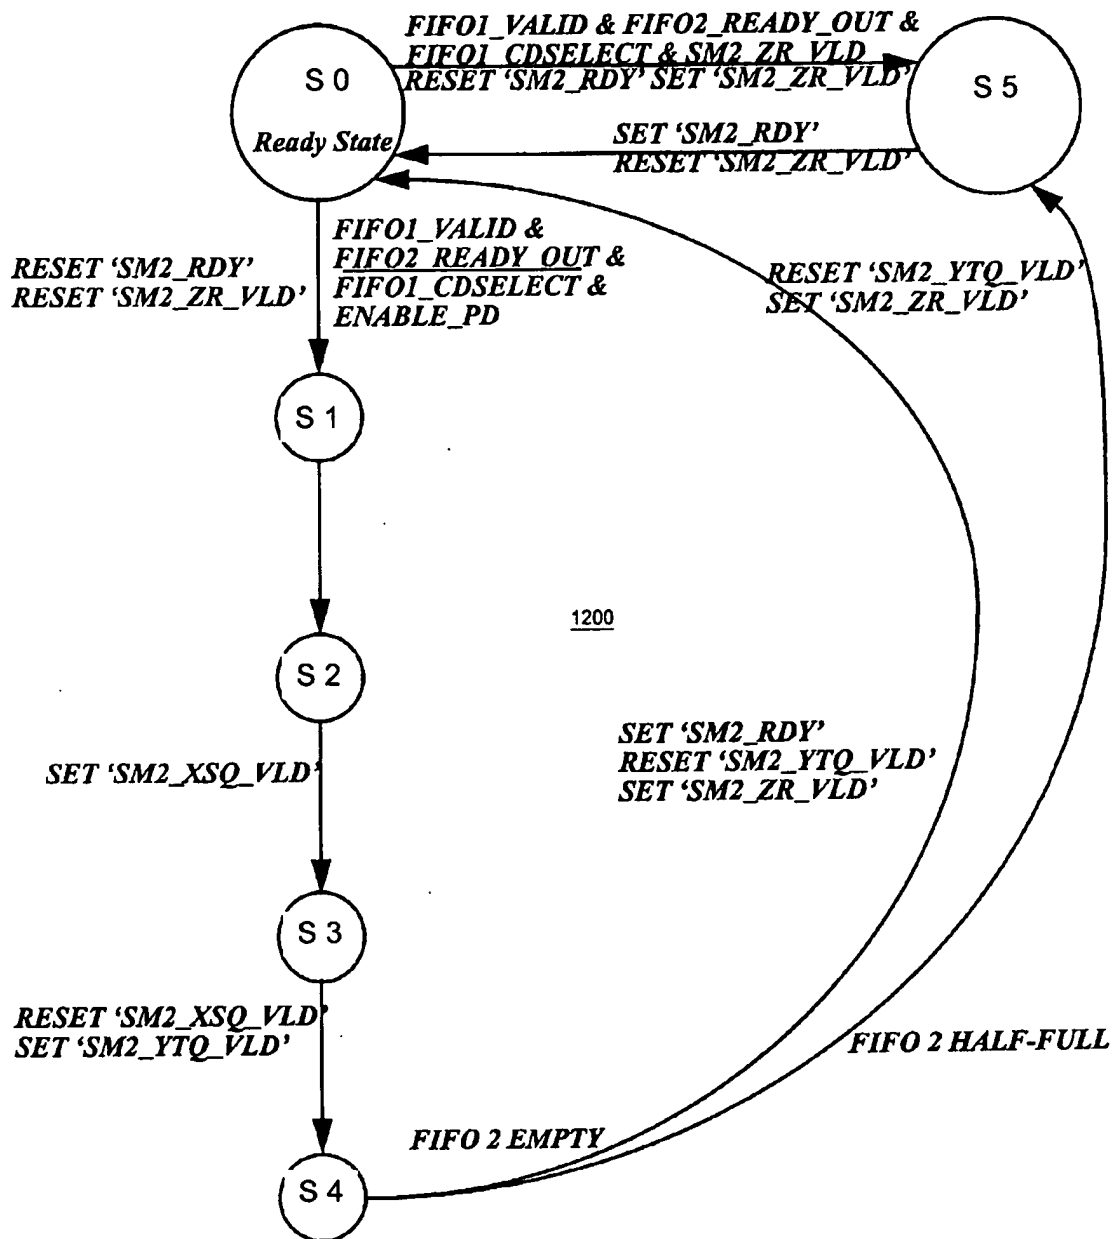 FIFO1_VALID & FIFO2_READY_OUT &
FIFO1_CDSELECT & SM2_ZR_VLD
RESET 'SM2_RDY' SET 'SM2_ZR_VLD'
S 0
Ready State
S 5
SET 'SM2_RDY'
RESET 'SM2_ZR_VLD'
RESET 'SM2_RDY'
RESET 'SM2_ZR_VLD'
FIFO1_VALID &
FIFO2_READY_OUT &
FIFO1_CDSELECT &
ENABLE_PD
RESET 'SM2_YTQ_VLD'
SET 'SM2_ZR_VLD'
S 1
1200
S 2
SET 'SM2_XSQ_VLD'
SET 'SM2_RDY'
RESET 'SM2_YTQ_VLD'
SET 'SM2_ZR_VLD'
S 3
RESET 'SM2_XSQ_VLD'
SET 'SM2_YTQ_VLD'
FIFO 2 HALF-FULL
FIFO 2 EMPTY
S 4